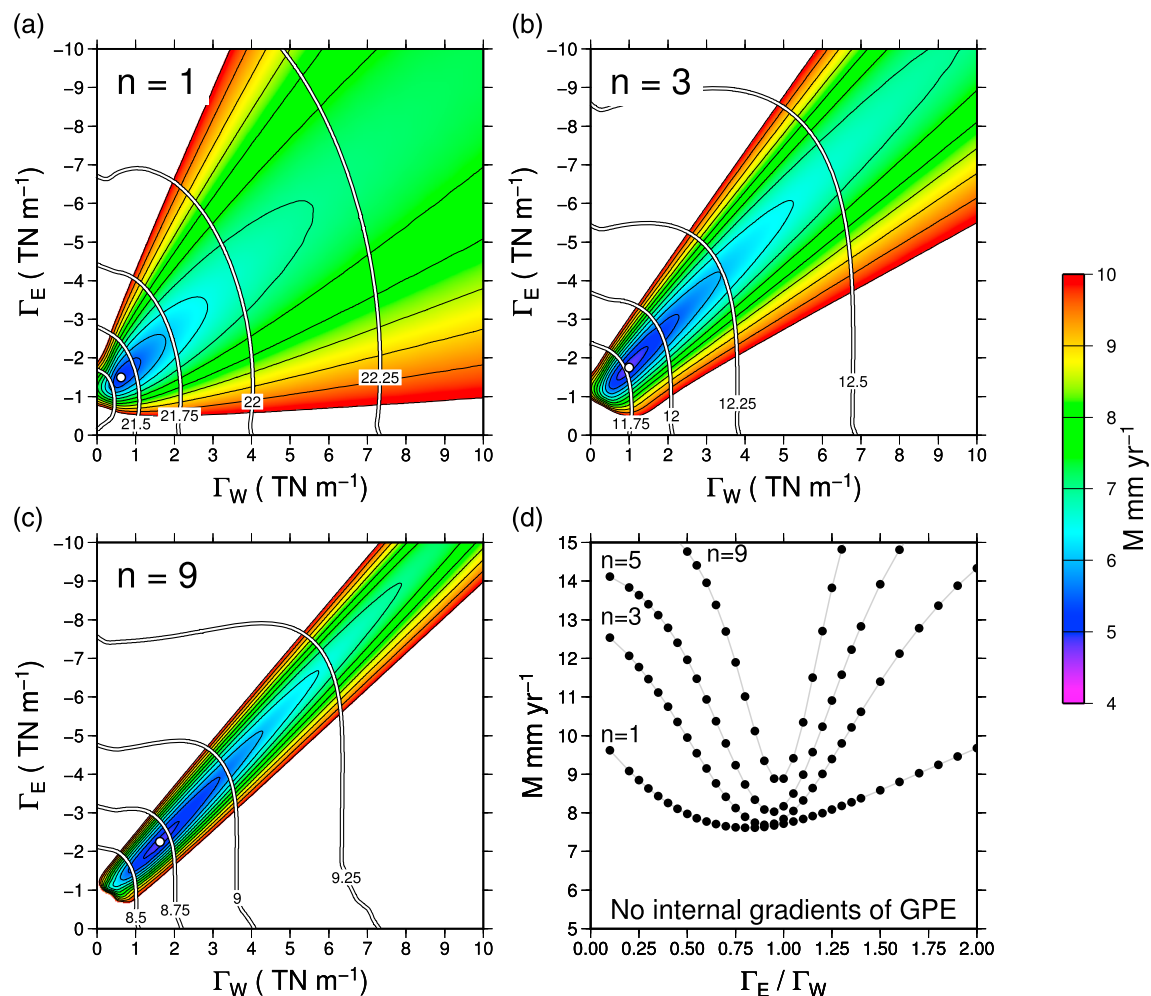 (a)
n = 1
−10
−9
−8
−7
−6
−5
−4
−3
−2
−1
0
Γ_E ( TN m⁻¹)
21.5
21.75
22
22.25
0 1 2 3 4 5 6 7 8 9 10
Γ_W ( TN m⁻¹)
(b)
n = 3
−10
−9
−8
−7
−6
−5
−4
−3
−2
−1
0
Γ_E ( TN m⁻¹)
11.75
12
12.25
12.5
0 1 2 3 4 5 6 7 8 9 10
Γ_W ( TN m⁻¹)
10
9
8
7
6
5
4
M mm yr⁻¹
(c)
n = 9
−10
−9
−8
−7
−6
−5
−4
−3
−2
−1
0
Γ_E ( TN m⁻¹)
8.5
8.75
9
9.25
0 1 2 3 4 5 6 7 8 9 10
Γ_W ( TN m⁻¹)
(d)
15
14
13
12
11
10
9
8
7
6
5
M mm yr⁻¹
n=5
n=9
n=3
n=1
No internal gradients of GPE
0.00 0.25 0.50 0.75 1.00 1.25 1.50 1.75 2.00
Γ_E / Γ_W